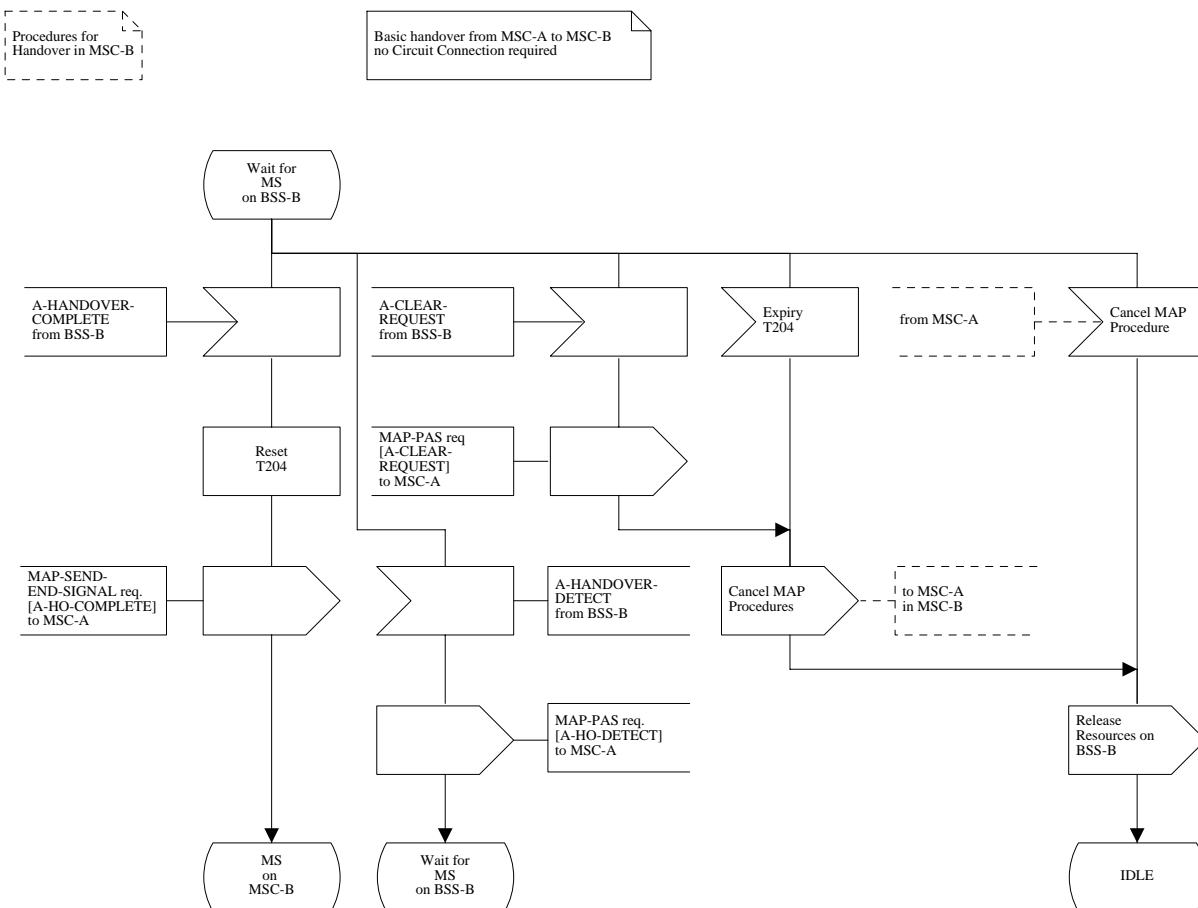 Procedures for
Handover in MSC-B
Basic handover from MSC-A to MSC-B
no Circuit Connection required
Wait for
MS
on BSS-B
A-HANDOVER-
COMPLETE
from BSS-B
A-CLEAR-
REQUEST
from BSS-B
Expiry
T204
from MSC-A
Cancel MAP
Procedure
Reset
T204
MAP-PAS req
[A-CLEAR-
REQUEST]
to MSC-A
MAP-SEND-
END-SIGNAL req.
[A-HO-COMPLETE]
to MSC-A
A-HANDOVER-
DETECT
from BSS-B
Cancel MAP
Procedures
to MSC-A
in MSC-B
MAP-PAS req.
[A-HO-DETECT]
to MSC-A
Release
Resources on
BSS-B
MS
on
MSC-B
Wait for
MS
on BSS-B
IDLE